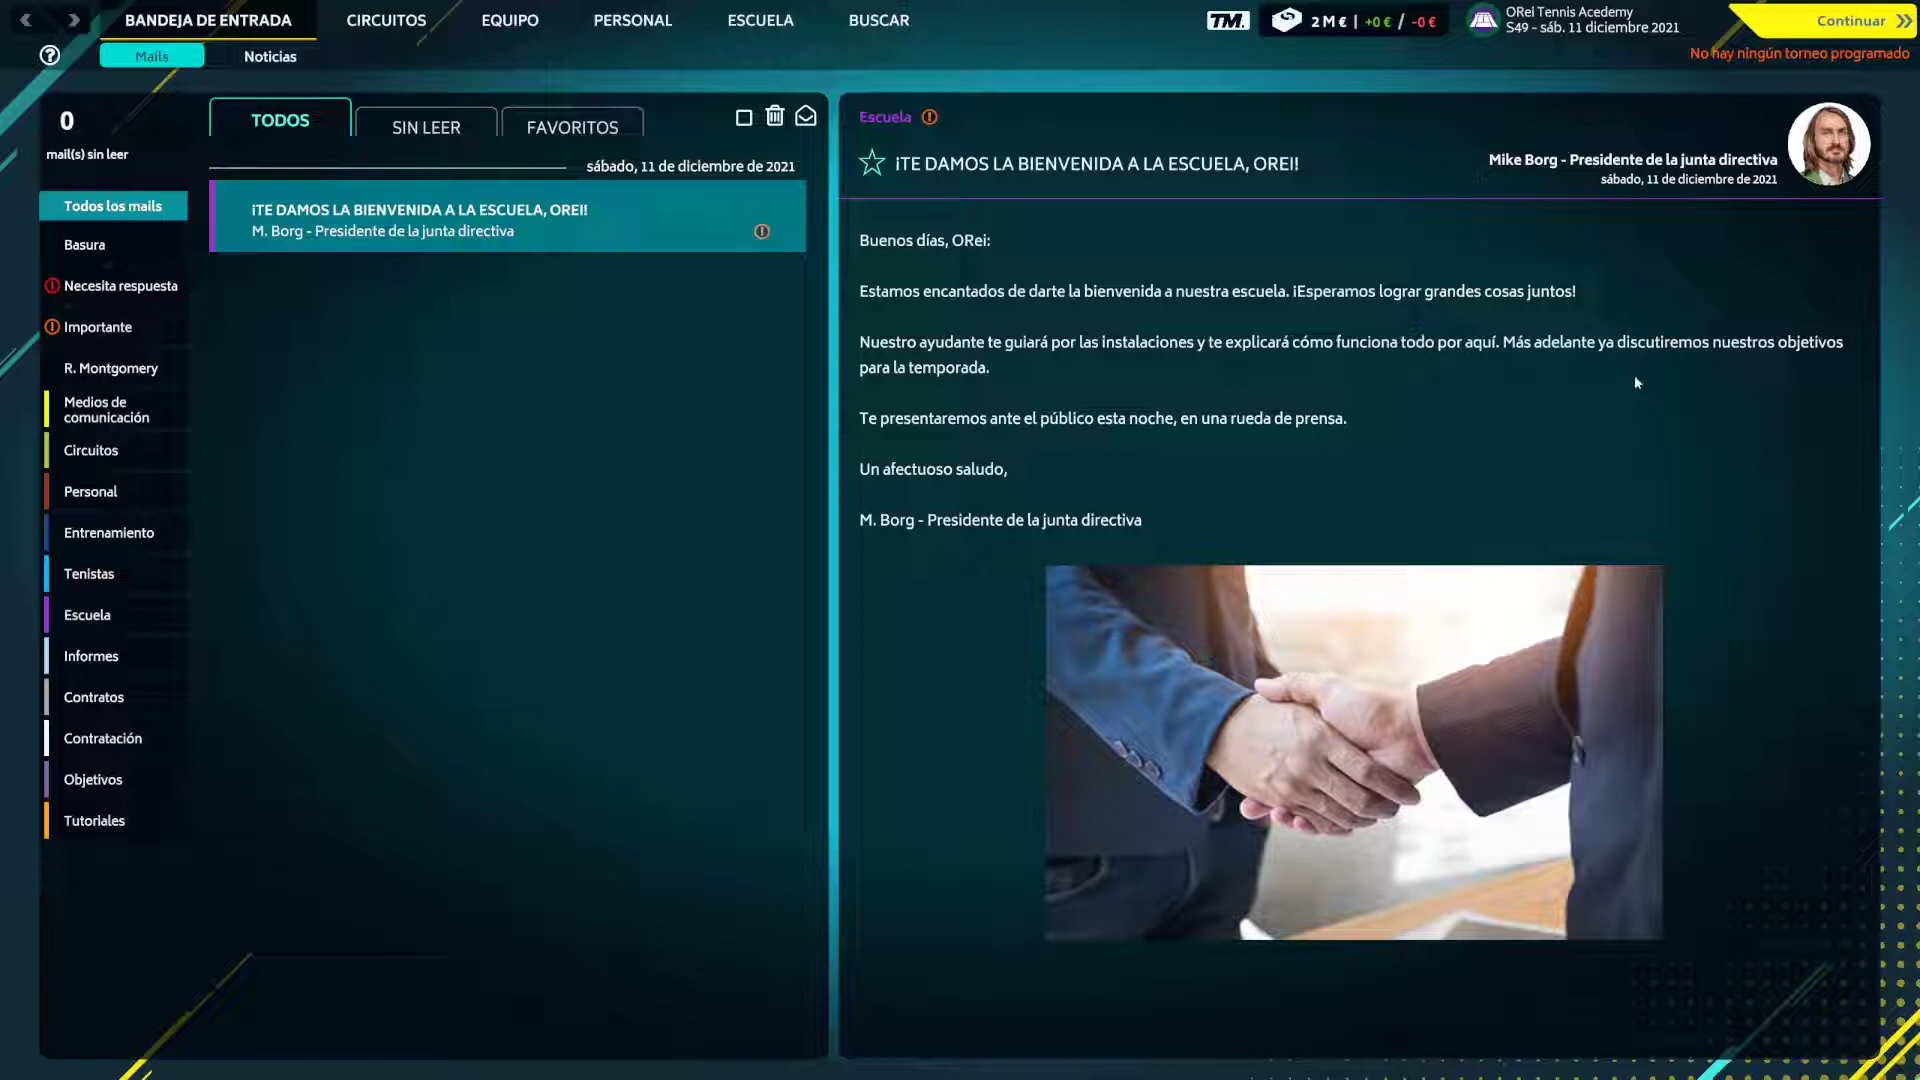 BANDEJA DE ENTRADA
CIRCUITOS
EQUIPO
PERSONAL
ESCUELA
BUSCAR
TM.
2 M € | +0 € / -0 €
ORei Tennis Acedemy
S49 - sáb. 11 diciembre 2021
Continuar
No hay ningún torneo programado
?
Mails
Noticias
0
mail(s) sin leer
Todos los mails
Basura
Necesita respuesta
Importante
R. Montgomery
Medios de
comunicación
Circuitos
Personal
Entrenamiento
Tenistas
Escuela
Informes
Contratos
Contratación
Objetivos
Tutoriales
TODOS
SIN LEER
FAVORITOS
sábado, 11 de diciembre de 2021
¡TE DAMOS LA BIENVENIDA A LA ESCUELA, OREI!
M. Borg - Presidente de la junta directiva
Escuela
¡TE DAMOS LA BIENVENIDA A LA ESCUELA, OREI!
Mike Borg - Presidente de la junta directiva
sábado, 11 de diciembre de 2021
Buenos días, ORei:
Estamos encantados de darte la bienvenida a nuestra escuela. ¡Esperamos lograr grandes cosas juntos!
Nuestro ayudante te guiará por las instalaciones y te explicará cómo funciona todo por aquí. Más adelante ya discutiremos nuestros objetivos
para la temporada.
Te presentaremos ante el público esta noche, en una rueda de prensa.
Un afectuoso saludo,
M. Borg - Presidente de la junta directiva